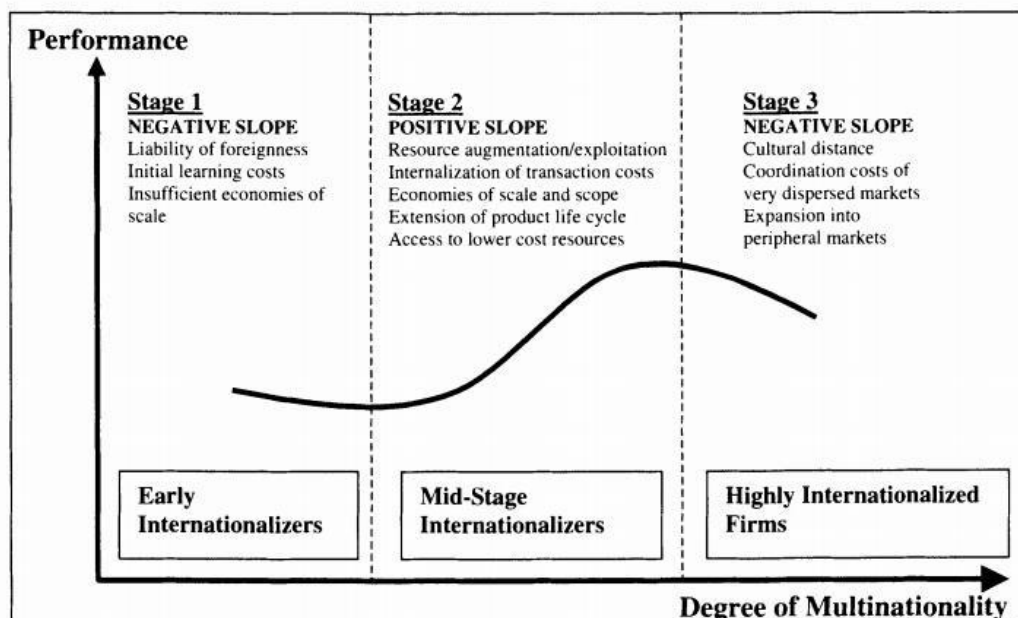 Performance
Stage 1
NEGATIVE SLOPE
Liability of foreignness
Initial learning costs
Insufficient economies of
scale
Stage 2
POSITIVE SLOPE
Resource augmentation/exploitation
Internalization of transaction costs
Economies of scale and scope
Extension of product life cycle
Access to lower cost resources
Stage 3
NEGATIVE SLOPE
Cultural distance
Coordination costs of
very dispersed markets
Expansion into
peripheral markets
Early
Internationalizers
Mid-Stage
Internationalizers
Highly Internationalized
Firms
Degree of Multinationality